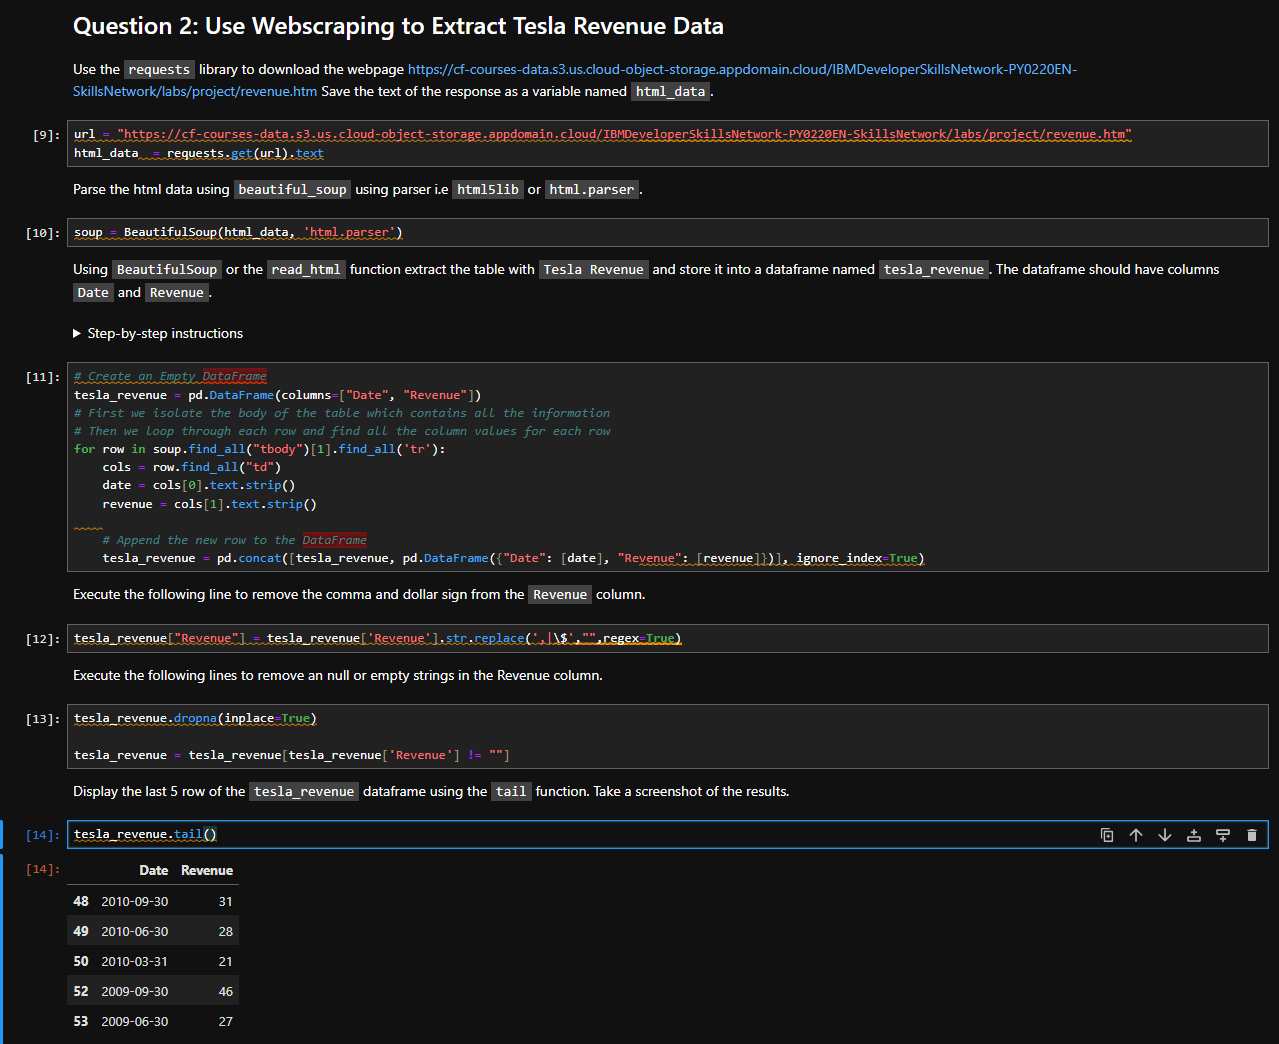 Question 2: Use Webscraping to Extract Tesla Revenue Data
Use the requests library to download the webpage https://cf-courses-data.s3.us.cloud-object-storage.appdomain.cloud/IBMDeveloperSkillsNetwork-PY0220EN-
SkillsNetwork/labs/project/revenue.htm Save the text of the response as a variable named html_data.
[9]: url = "https://cf-courses-data.s3.us.cloud-object-storage.appdomain.cloud/IBMDeveloperSkillsNetwork-PY0220EN-SkillsNetwork/labs/project/revenue.htm"
html_data  = requests.get(url).text
Parse the html data using beautiful_soup using parser i.e html5lib or html.parser.
[10]: soup = BeautifulSoup(html_data, 'html.parser')
Using BeautifulSoup or the read_html function extract the table with Tesla Revenue and store it into a dataframe named tesla_revenue. The dataframe should have columns
Date and Revenue.
▶ Step-by-step instructions
[11]: # Create an Empty DataFrame
tesla_revenue = pd.DataFrame(columns=["Date", "Revenue"])
# First we isolate the body of the table which contains all the information
# Then we loop through each row and find all the column values for each row
for row in soup.find_all("tbody")[1].find_all('tr'):
    cols = row.find_all("td")
    date = cols[0].text.strip()
    revenue = cols[1].text.strip()
    # Append the new row to the DataFrame
    tesla_revenue = pd.concat([tesla_revenue, pd.DataFrame({"Date": [date], "Revenue": [revenue]})], ignore_index=True)
Execute the following line to remove the comma and dollar sign from the Revenue column.
[12]: tesla_revenue["Revenue"] = tesla_revenue['Revenue'].str.replace(',|\$',"",regex=True)
Execute the following lines to remove an null or empty strings in the Revenue column.
[13]: tesla_revenue.dropna(inplace=True)
tesla_revenue = tesla_revenue[tesla_revenue['Revenue'] != ""]
Display the last 5 row of the tesla_revenue dataframe using the tail function. Take a screenshot of the results.
[14]: tesla_revenue.tail()
[14]: Date Revenue
48 2010-09-30 31
49 2010-06-30 28
50 2010-03-31 21
52 2009-09-30 46
53 2009-06-30 27